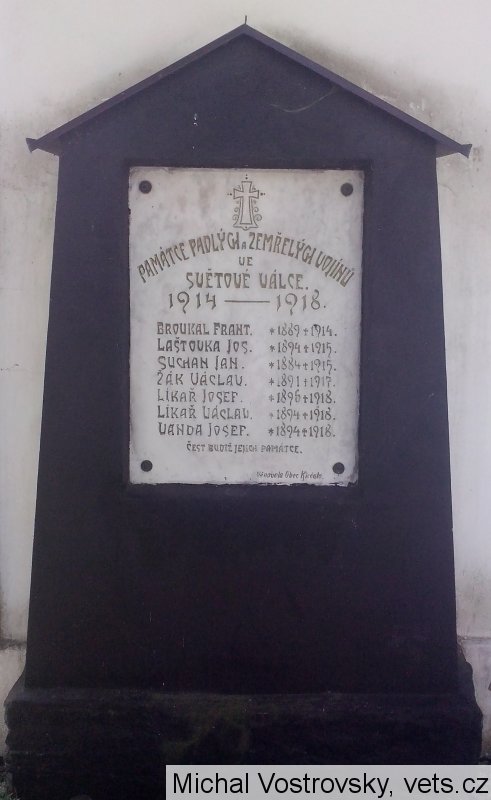 PAMÁTCE PADLÝCH A ZEMŘELÝCH VOJÍNŮ
VE
SVĚTOVÉ VÁLCE.
1914 — 1918.
BROUKAL FRANT. *1889 †1914.
LAŠTOVKA JOS. *1894 †1915.
SUCHAN JAN. *1884 †1915.
ŽÁK VÁCLAV. *1891 †1917.
LIKAŘ JOSEF. *1896 †1918.
LIKAŘ VÁCLAV. *1894 †1918.
VANDA JOSEF. *1894 †1918.
ČEST BUDIŽ JEJICH PAMÁTCE.
Věnovala Obec
Michal Vostrovsky, vets.cz